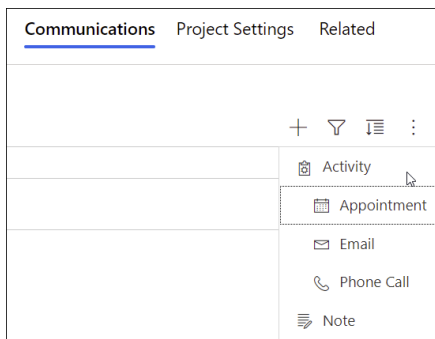 Communications Project Settings Related
Activity
Appointment
Email
Phone Call
Note